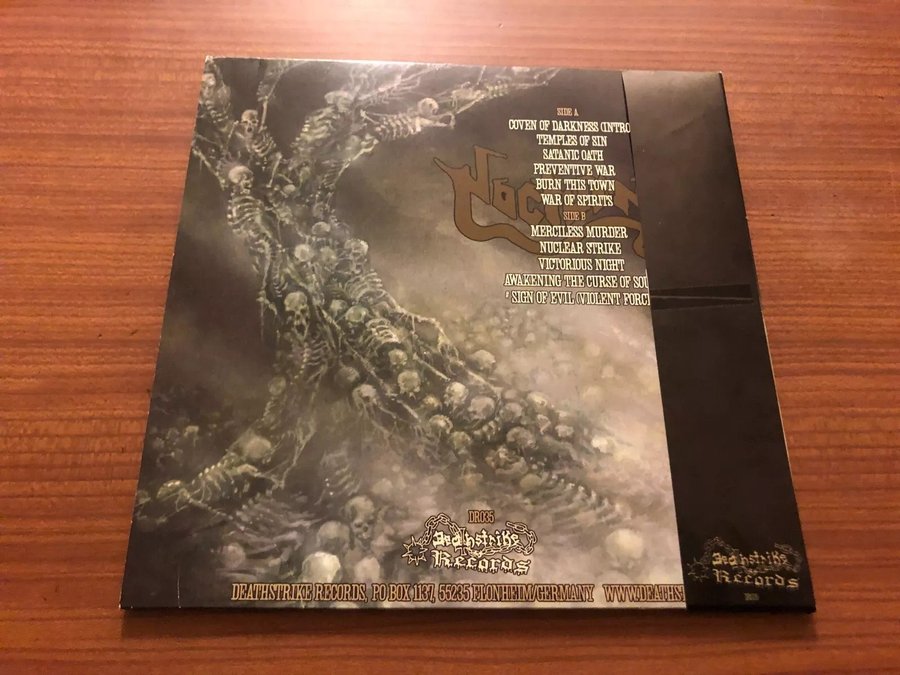 SIDE A
COVEN OF DARKNESS (INTRO
TEMPLES OF SIN
SATANIC OATH
PREVENTIVE WAR
BURN THIS TOWN
WAR OF SPIRITS
SIDE B
MERCILESS MURDER
NUCLEAR STRIKE
VICTORIOUS NIGHT
AWAKENING THE CURSE OF SOU
* SIGN OF EVIL (VIOLENT FORC
DR035
Deathstrike
Records
DEATHSTRIKE RECORDS, PO BOX 1137, 55235 FLONHEIM/GERMANY WWW.DEATHS
Deathstrike
Records